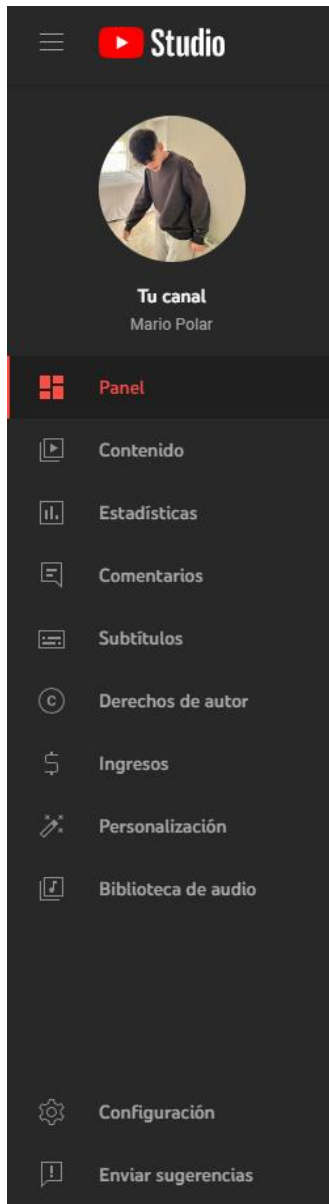 Studio
Tu canal
Mario Polar
Panel
Contenido
Estadísticas
Comentarios
Subtítulos
Derechos de autor
Ingresos
Personalización
Biblioteca de audio
Configuración
Enviar sugerencias